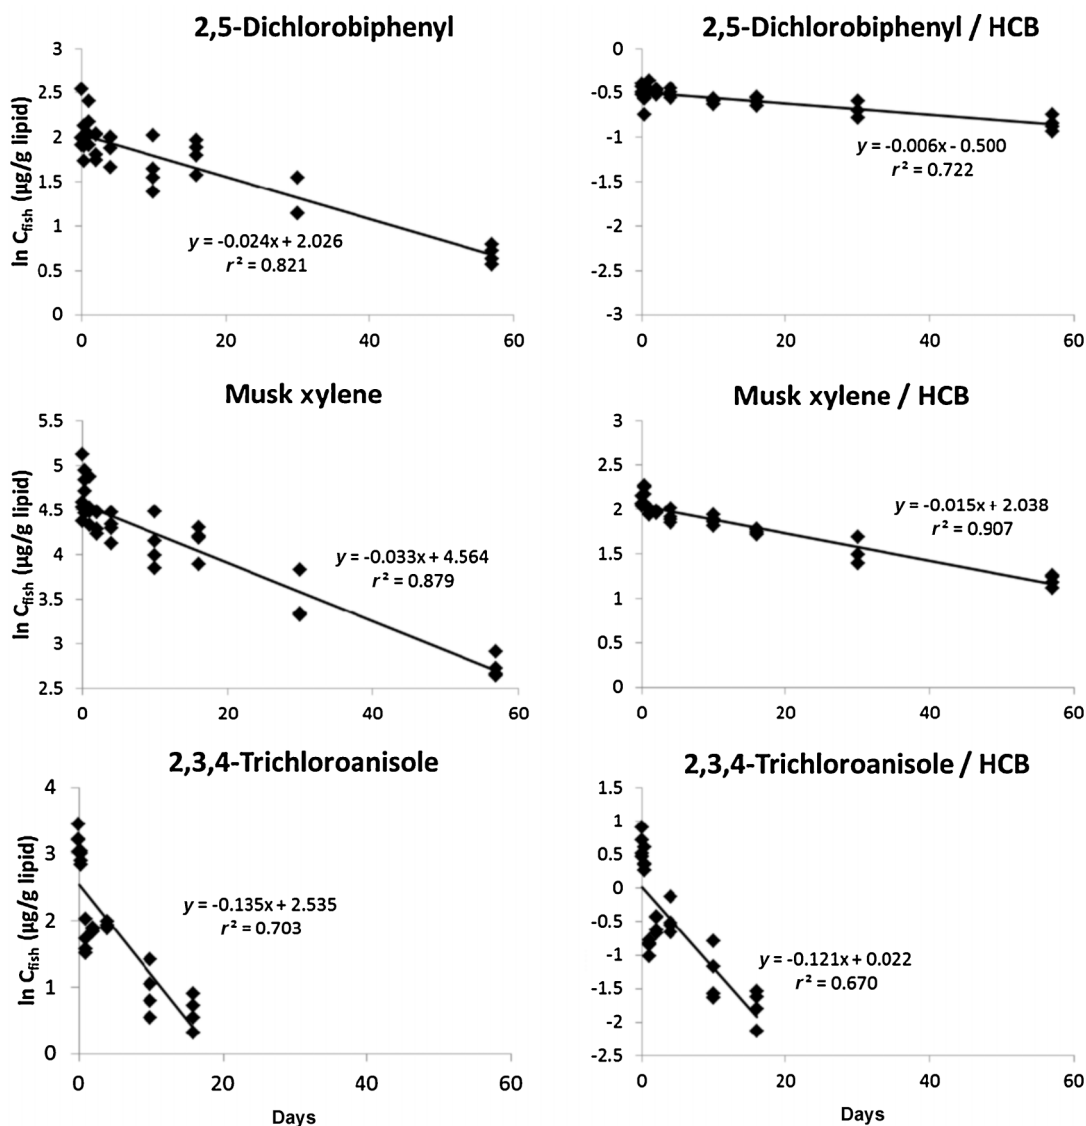 2,5-Dichlorobiphenyl
3
2.5
2
1.5
1
0.5
0
ln Cfish (µg/g lipid)
y = -0.024x + 2.026
r² = 0.821
0 20 40 60
2,5-Dichlorobiphenyl / HCB
0
-0.5
-1
-1.5
-2
-2.5
-3
y = -0.006x - 0.500
r² = 0.722
0 20 40 60
Musk xylene
5.5
5
4.5
4
3.5
3
2.5
ln Cfish (µg/g lipid)
y = -0.033x + 4.564
r² = 0.879
0 20 40 60
Musk xylene / HCB
3
2.5
2
1.5
1
0.5
0
y = -0.015x + 2.038
r² = 0.907
0 20 40 60
2,3,4-Trichloroanisole
4
3
2
1
0
ln Cfish (µg/g lipid)
y = -0.135x + 2.535
r² = 0.703
0 20 40 60
Days
2,3,4-Trichloroanisole / HCB
1.5
1
0.5
0
-0.5
-1
-1.5
-2
-2.5
y = -0.121x + 0.022
r² = 0.670
0 20 40 60
Days